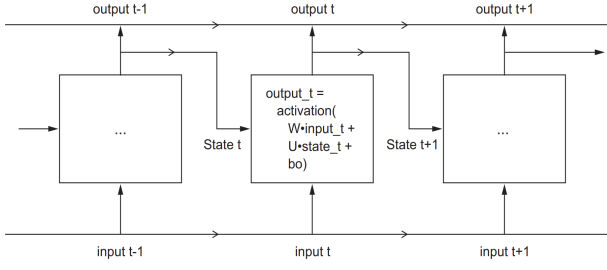 output t-1
output t
output t+1
output_t =
activation(
W•input_t +
U•state_t +
bo)
...
...
State t
State t+1
input t-1
input t
input t+1